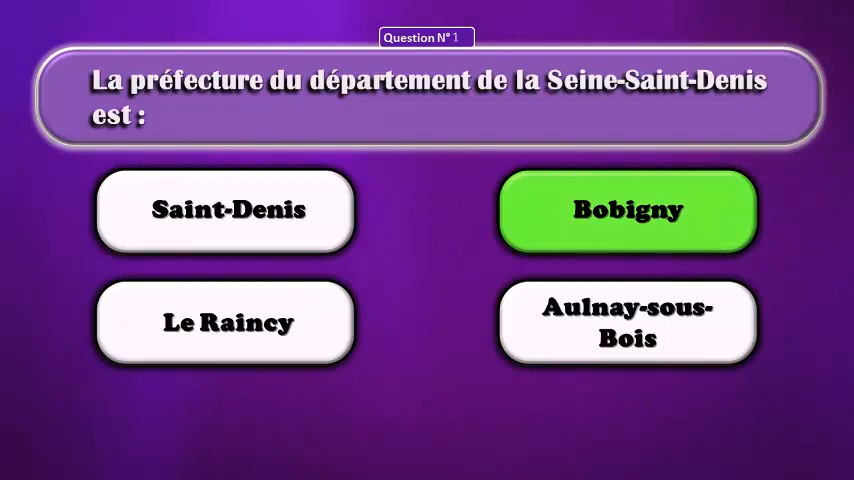 Question N° 1
La préfecture du département de la Seine-Saint-Denis
est :
Saint-Denis
Bobigny
Le Raincy
Aulnay-sous-
Bois